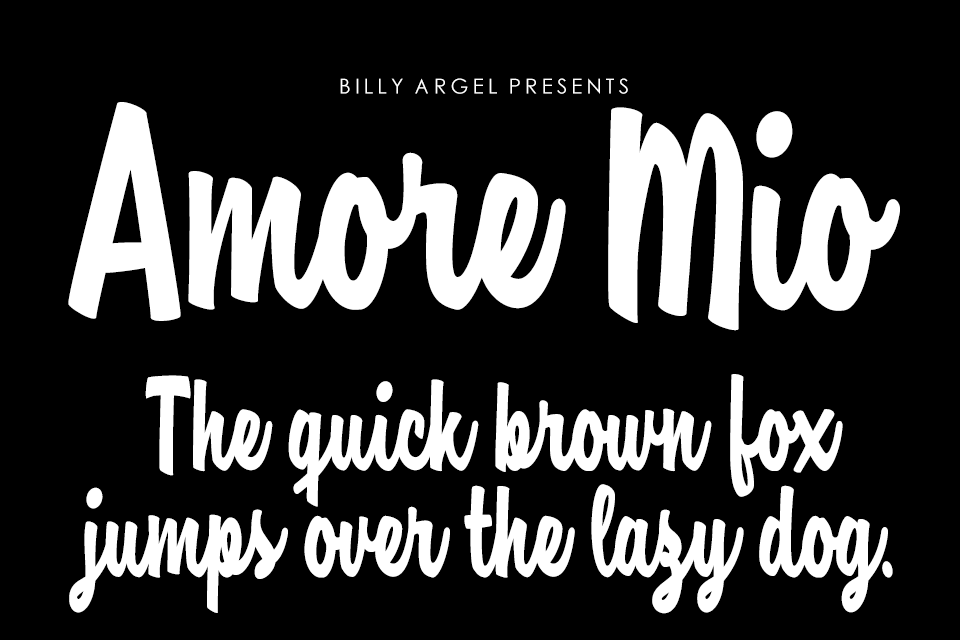 BILLY ARGEL PRESENTS
Amore Mio
The quick brown fox
jumps over the lazy dog.